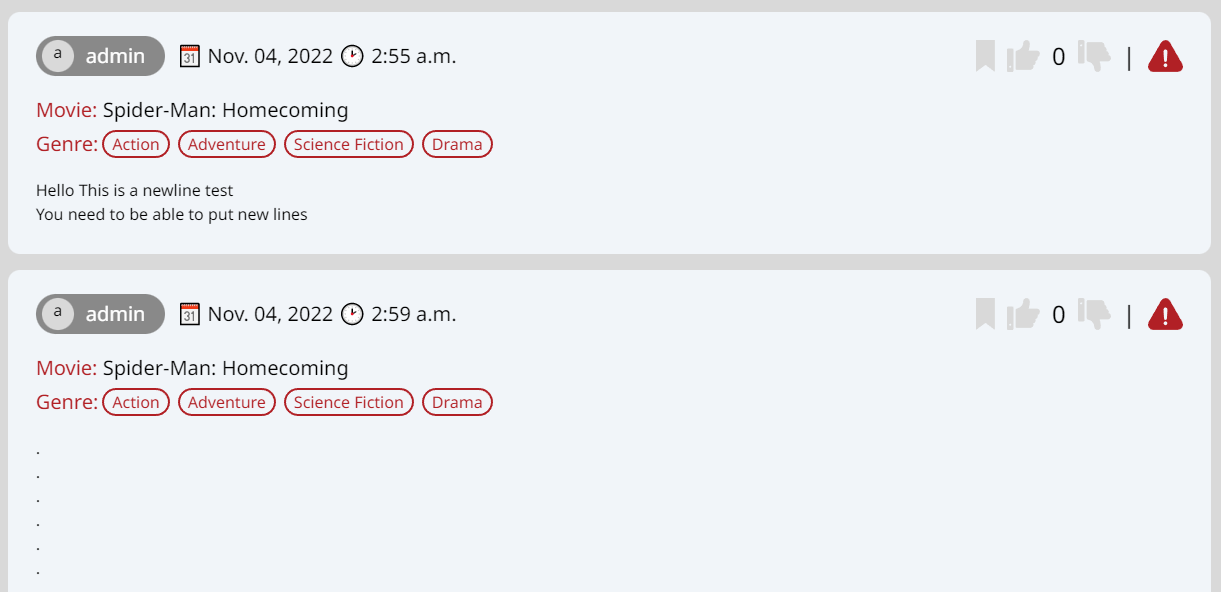 a admin 31 Nov. 04, 2022 2:55 a.m. 0 | !
Movie: Spider-Man: Homecoming
Genre: Action Adventure Science Fiction Drama
Hello This is a newline test
You need to be able to put new lines
a admin 31 Nov. 04, 2022 2:59 a.m. 0 | !
Movie: Spider-Man: Homecoming
Genre: Action Adventure Science Fiction Drama
.
.
.
.
.
.